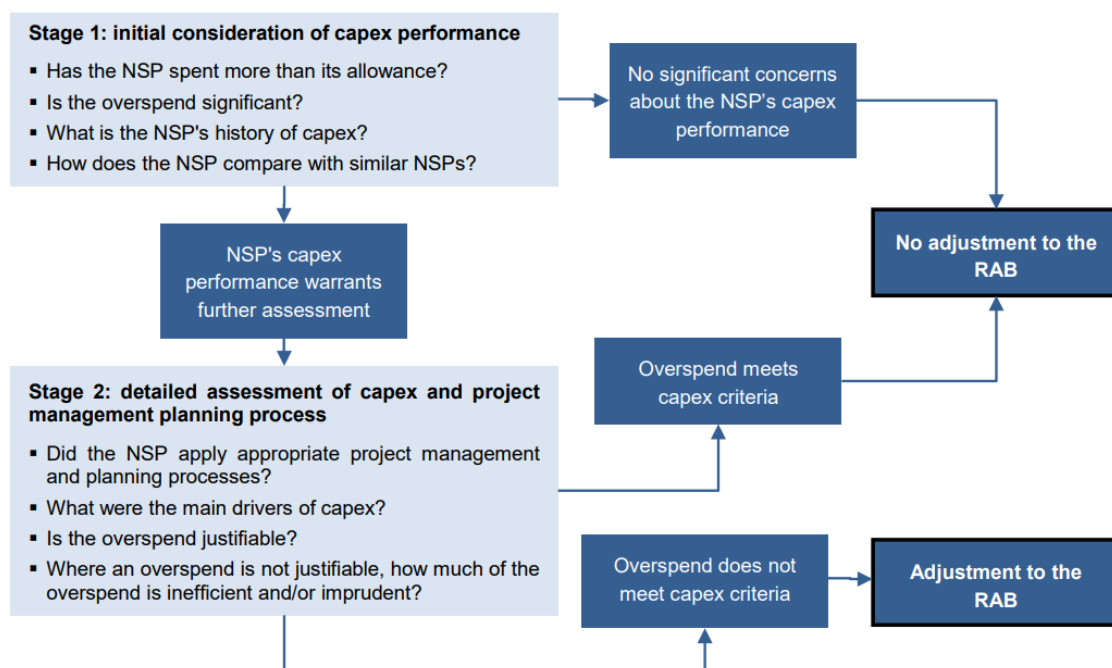 Stage 1: initial consideration of capex performance
▪ Has the NSP spent more than its allowance?
▪ Is the overspend significant?
▪ What is the NSP's history of capex?
▪ How does the NSP compare with similar NSPs?
No significant concerns
about the NSP's capex
performance
NSP's capex
performance warrants
further assessment
No adjustment to the
RAB
Stage 2: detailed assessment of capex and project
management planning process
▪ Did the NSP apply appropriate project management
and planning processes?
▪ What were the main drivers of capex?
▪ Is the overspend justifiable?
▪ Where an overspend is not justifiable, how much of the
overspend is inefficient and/or imprudent?
Overspend meets
capex criteria
Overspend does not
meet capex criteria
Adjustment to the
RAB